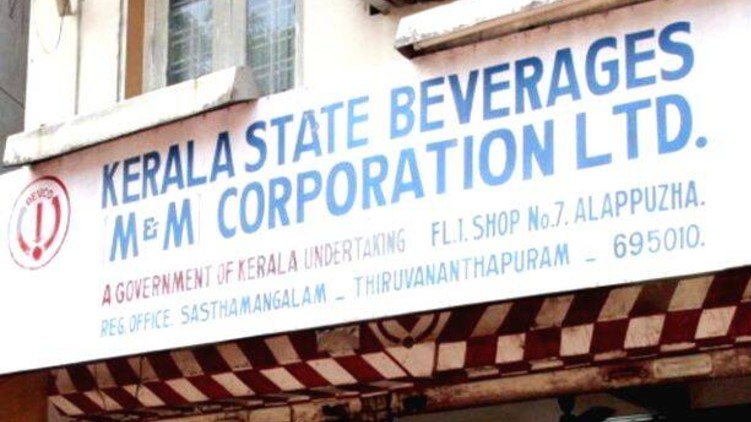 BEVCO
KERALA STATE BEVERAGES
M & M CORPORATION LTD.
A GOVERNMENT OF KERALA UNDERTAKING FL.1. SHOP No.7. ALAPPUZHA.
REG. OFFICE. SASTHAMANGALAM _ THIRUVANANTHAPURAM _ 695010.